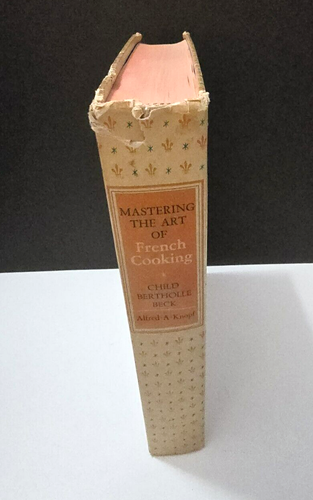 MASTERING
THE ART
OF
French
Cooking
CHILD
BERTHOLLE
BECK
Alfred · A · Knopf